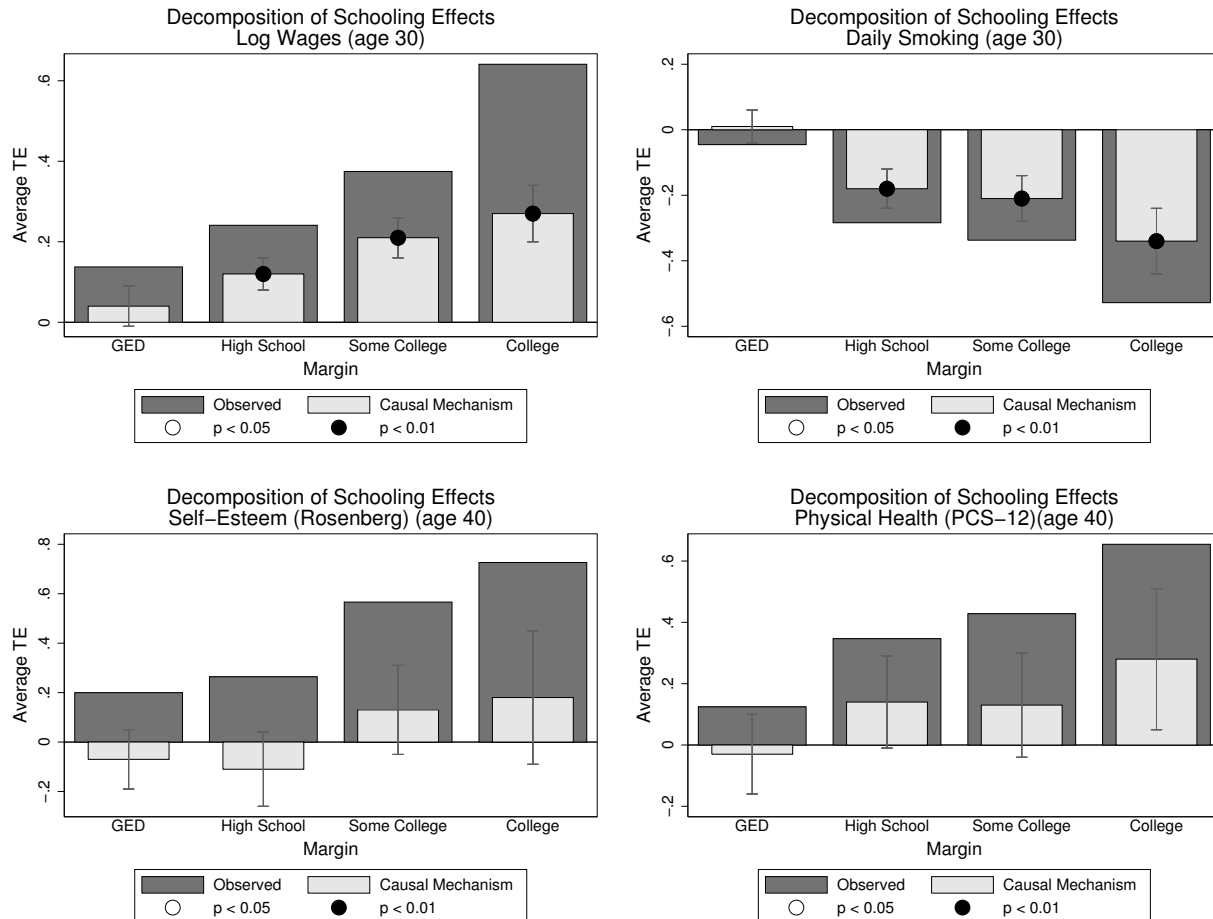 Decomposition of Schooling Effects
Log Wages (age 30)
Average TE
.6
.4
.2
0
GED High School Some College College
Margin
Observed Causal Mechanism
p < 0.05 p < 0.01
Decomposition of Schooling Effects
Daily Smoking (age 30)
Average TE
.2
0
−.2
−.4
−.6
GED High School Some College College
Margin
Observed Causal Mechanism
p < 0.05 p < 0.01
Decomposition of Schooling Effects
Self−Esteem (Rosenberg) (age 40)
Average TE
.8
.6
.4
.2
0
−.2
GED High School Some College College
Margin
Observed Causal Mechanism
p < 0.05 p < 0.01
Decomposition of Schooling Effects
Physical Health (PCS−12)(age 40)
Average TE
.6
.4
.2
0
−.2
GED High School Some College College
Margin
Observed Causal Mechanism
p < 0.05 p < 0.01